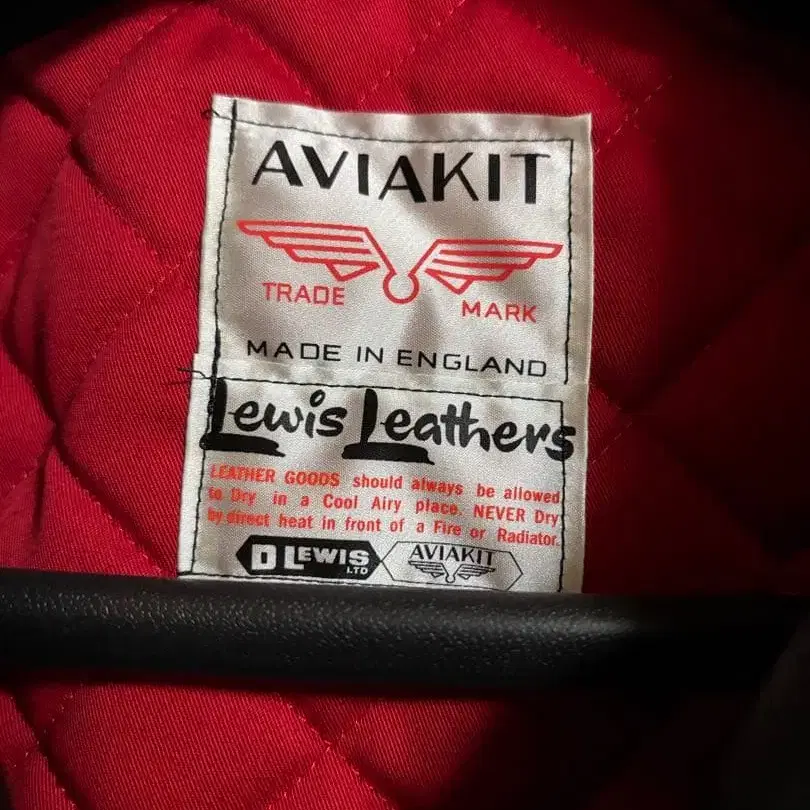 AVIAKIT
TRADE MARK
MADE IN ENGLAND
Lewis Leathers
LEATHER GOODS should always be allowed
to Dry in a Cool Airy place. NEVER Dry
by direct heat in front of a Fire or Radiator.
D LEWIS LTD AVIAKIT